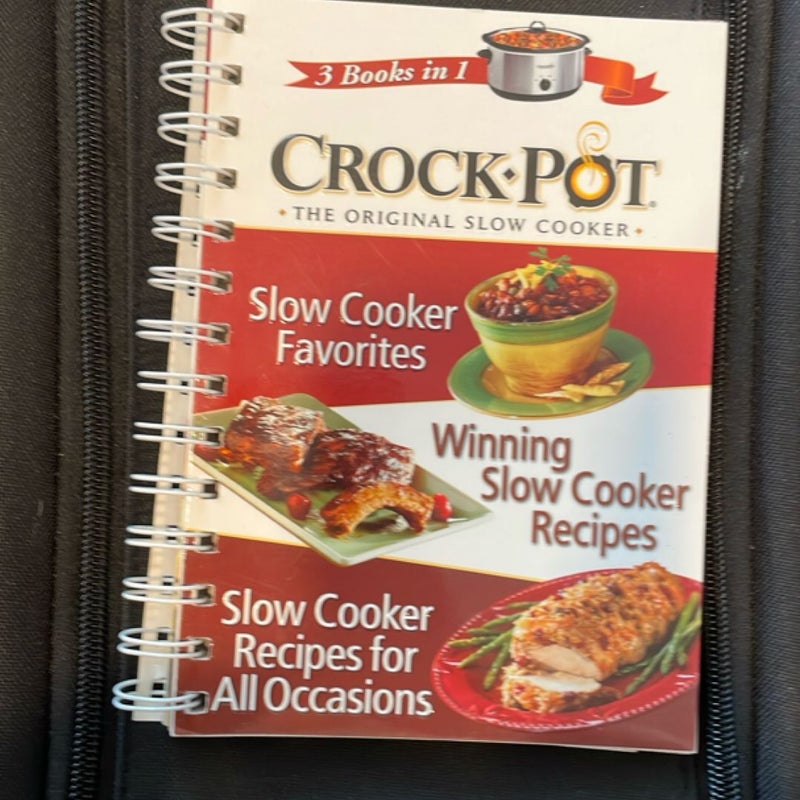 3 Books in 1
CROCK•POT®
• THE ORIGINAL SLOW COOKER •
Slow Cooker
Favorites
Winning
Slow Cooker
Recipes
Slow Cooker
Recipes for
All Occasions